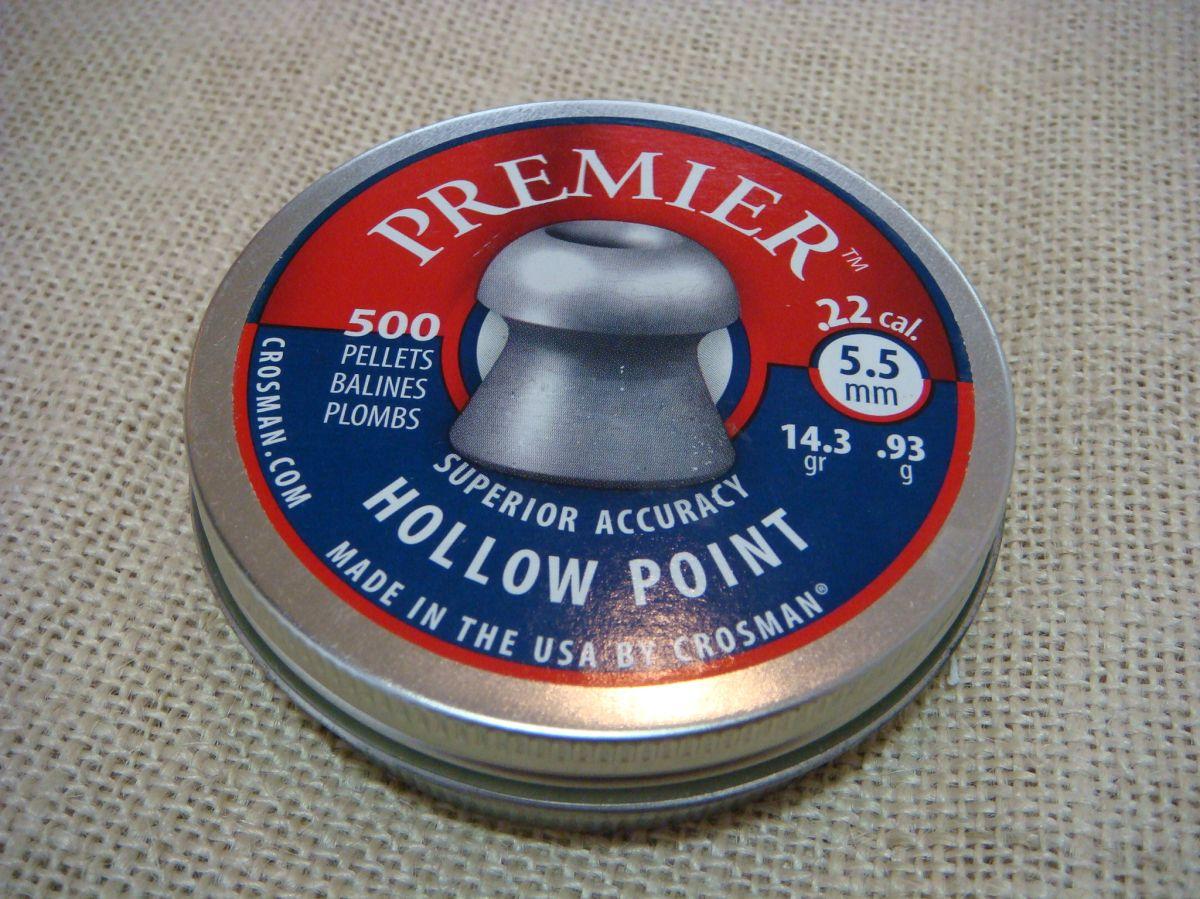 PREMIER™
500
PELLETS
BALINES
PLOMBS
.22 cal.
5.5
mm
14.3 .93
gr g
CROSMAN.COM
SUPERIOR ACCURACY
HOLLOW POINT
MADE IN THE USA BY CROSMAN®